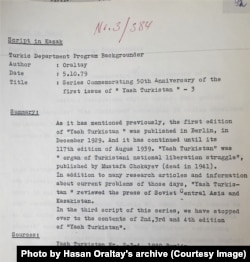 No.3/384
Script in Kazak
Turkic Department Program Backgrounder
Author : Oraltay
Date : 5.10.79
Title : Series Commemorating 50th Anniversary of the
first issue of " Yash Turkistan" - 3
Summary:
As it has mentioned previously, the first edition
of "Yash Turkistan" was published in Berlin, in
December 1929. And it has continued until its
117th edition of August 1939. "Yash Turkistan" was
"organ of Turkistan national liberation struggle",
published by Mustafa Chokayev (dead in 1941).
In addition to many research articles and information
about current problems of those days, "Yash Turkis-
tan" reviewed the press of Soviet Central Asia and
Kazakistan.
In the third script of this series, we have stopped
over to the contents of 2nd,3rd and 4th edition
of "Yash Turkistan".
Sources:
Photo by Hasan Oraltay's archive (Courtesy Image)